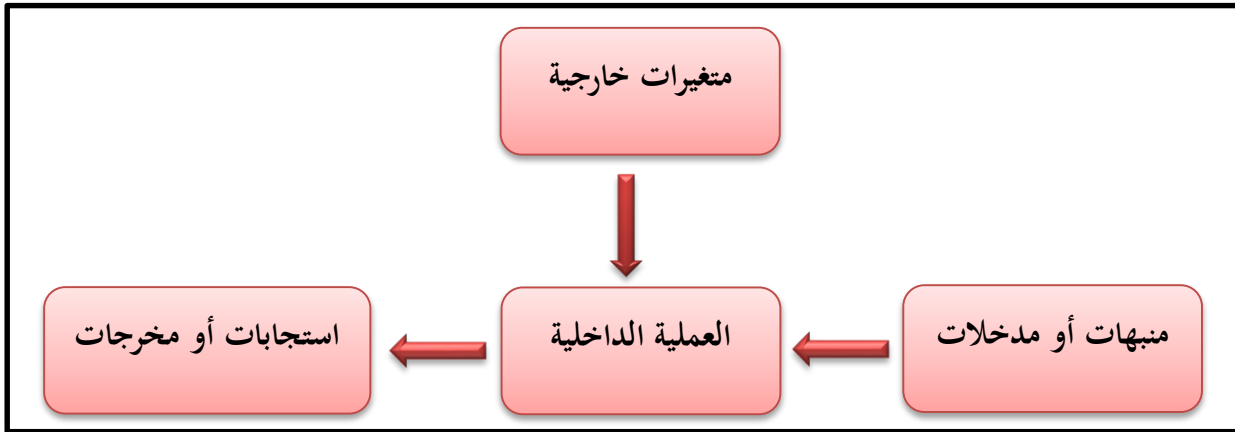 متغيرات خارجية
منبهات أو مدخلات
العملية الداخلية
استجابات أو مخرجات